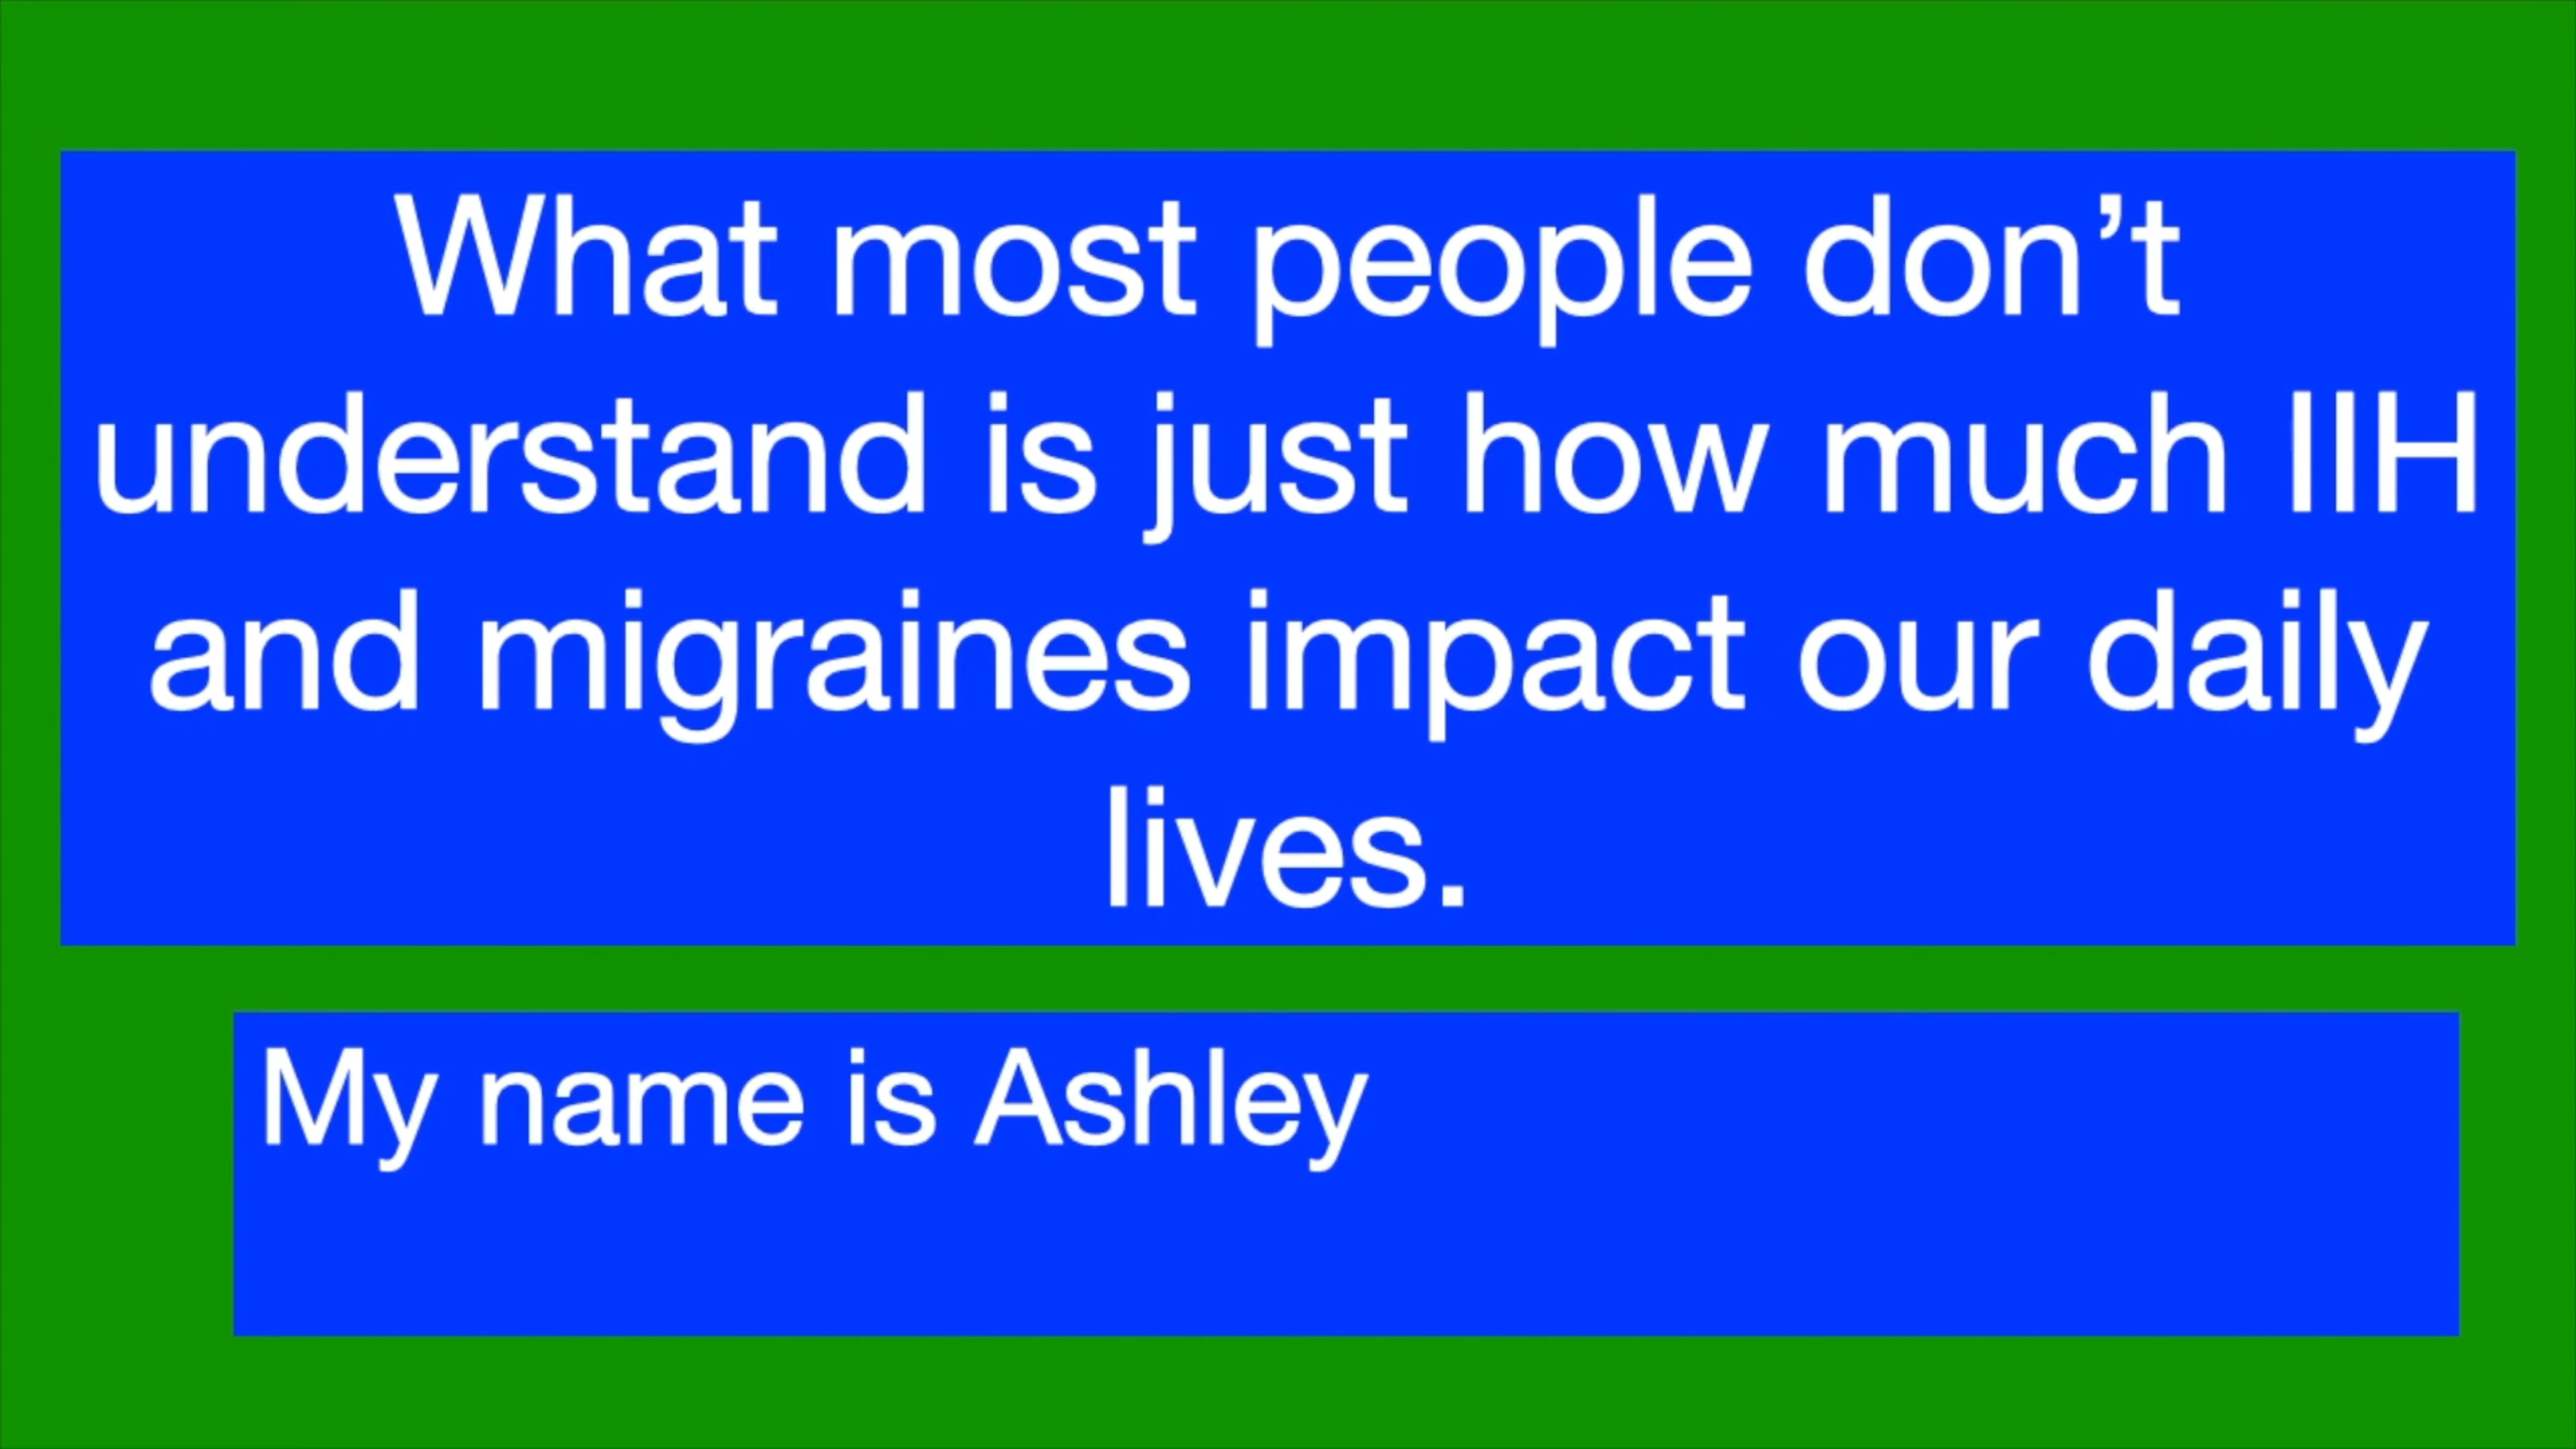 What most people don’t
understand is just how much IIH
and migraines impact our daily
lives.
My name is Ashley